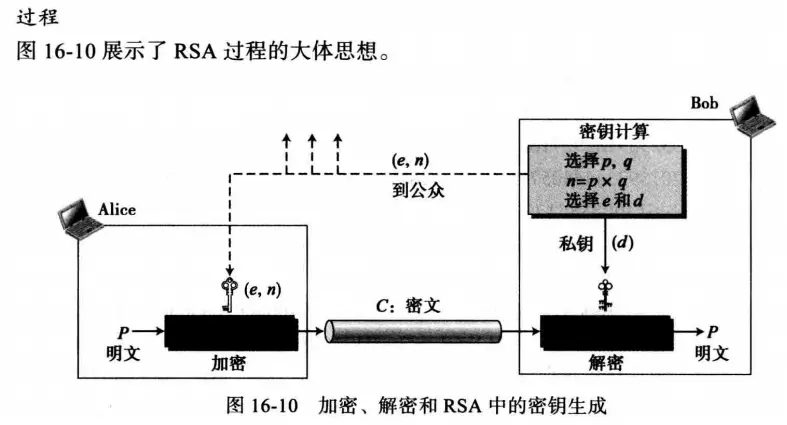 过程
图 16-10 展示了 RSA 过程的大体思想。
Bob
密钥计算
选择 p, q
n=p × q
选择 e 和 d
(e, n)
到公众
Alice
私钥 (d)
(e, n)
C：密文
P
明文
加密
解密
P
明文
图 16-10 加密、解密和 RSA 中的密钥生成